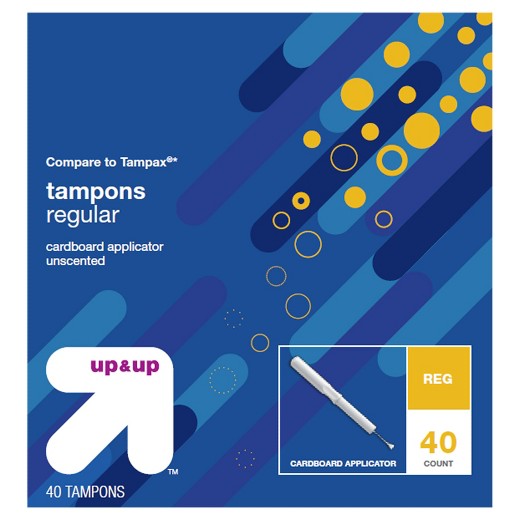 Compare to Tampax®*
tampons
regular
cardboard applicator
unscented
up&up
TM
40 TAMPONS
CARDBOARD APPLICATOR
REG
40
COUNT